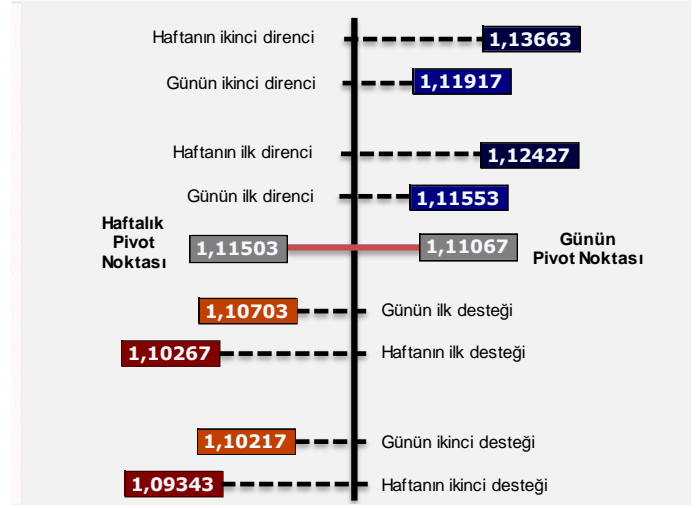 Haftanın ikinci direnci 1,13663
Günün ikinci direnci 1,11917
Haftanın ilk direnci 1,12427
Günün ilk direnci 1,11553
Haftalık
Pivot
Noktası
1,11503
1,11067
Günün
Pivot Noktası
1,10703 Günün ilk desteği
1,10267 Haftanın ilk desteği
1,10217 Günün ikinci desteği
1,09343 Haftanın ikinci desteği